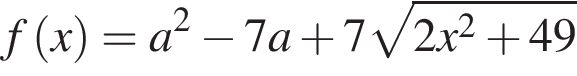 f(x) = a² − 7a + 7√(2x² + 49)